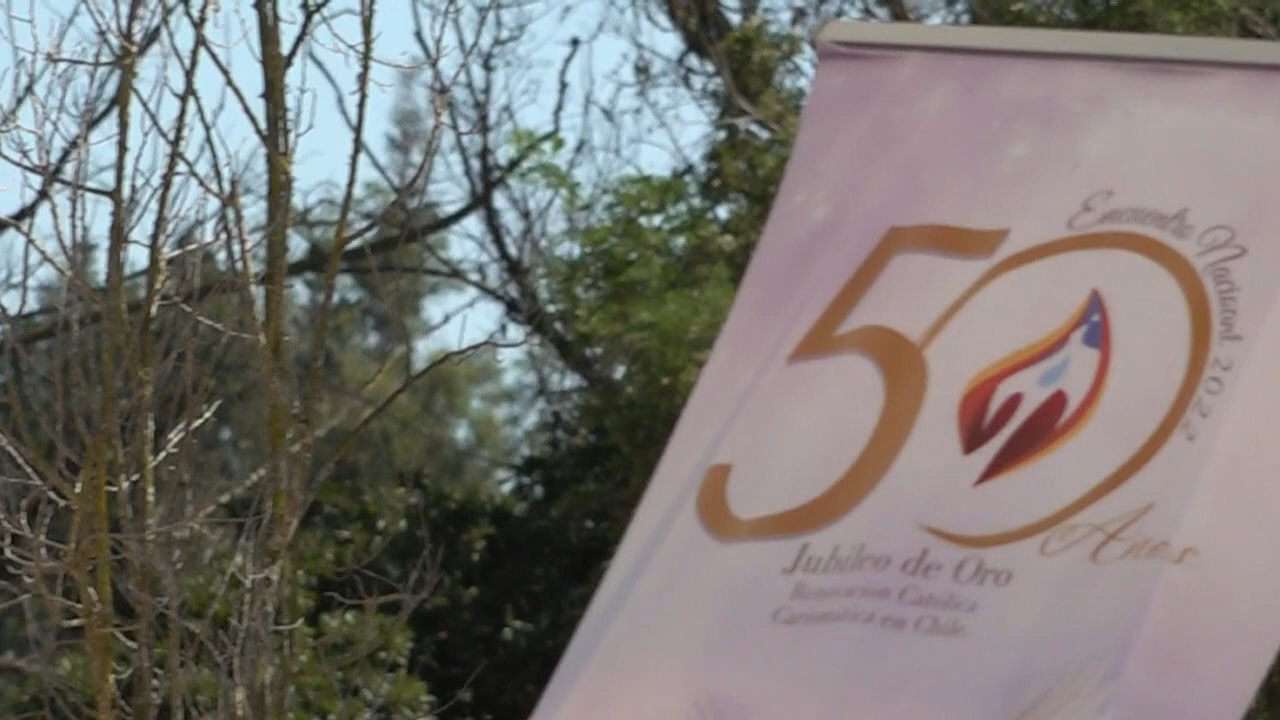 Encuentro Nacional 2022
50
Años
Jubileo de Oro
Renovación Católica
Carismática en Chile